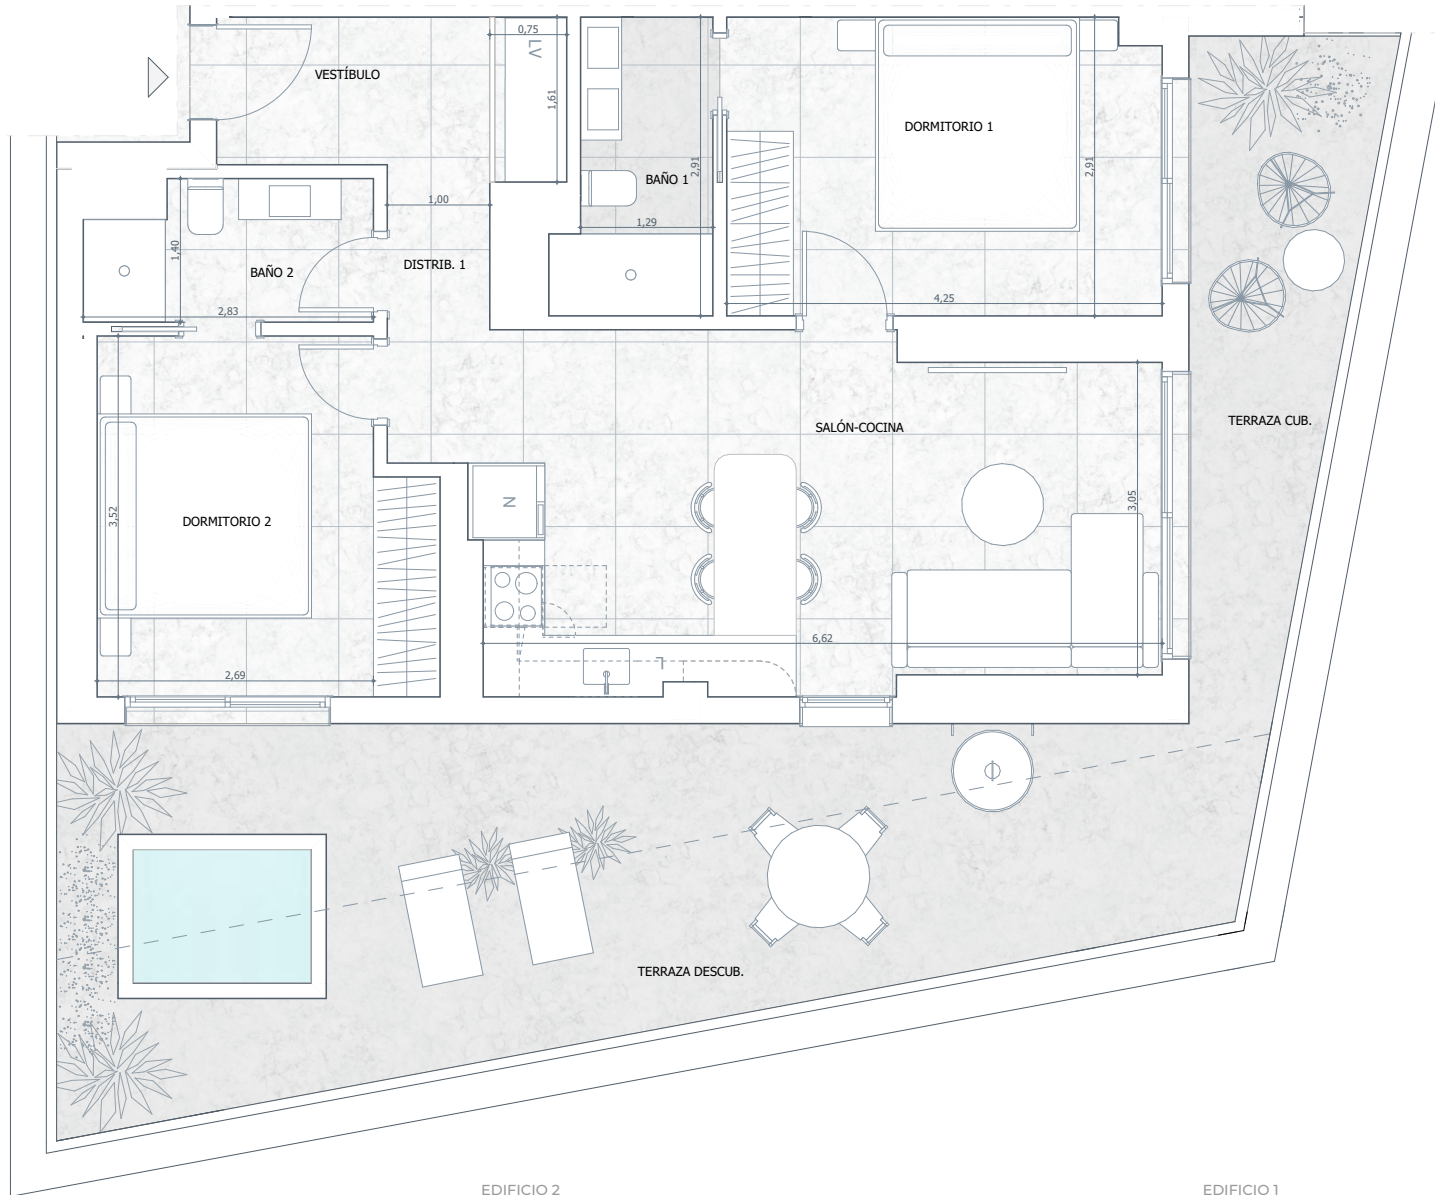 0,75
LV
VESTÍBULO
1,61
DORMITORIO 1
2,91
2,91
BAÑO 1
1,00
1,29
1,40
DISTRIB. 1
BAÑO 2
4,25
2,83
TERRAZA CUB.
SALÓN-COCINA
3,05
N
3,52
DORMITORIO 2
6,62
L
2,69
TERRAZA DESCUB.
EDIFICIO 2
EDIFICIO 1